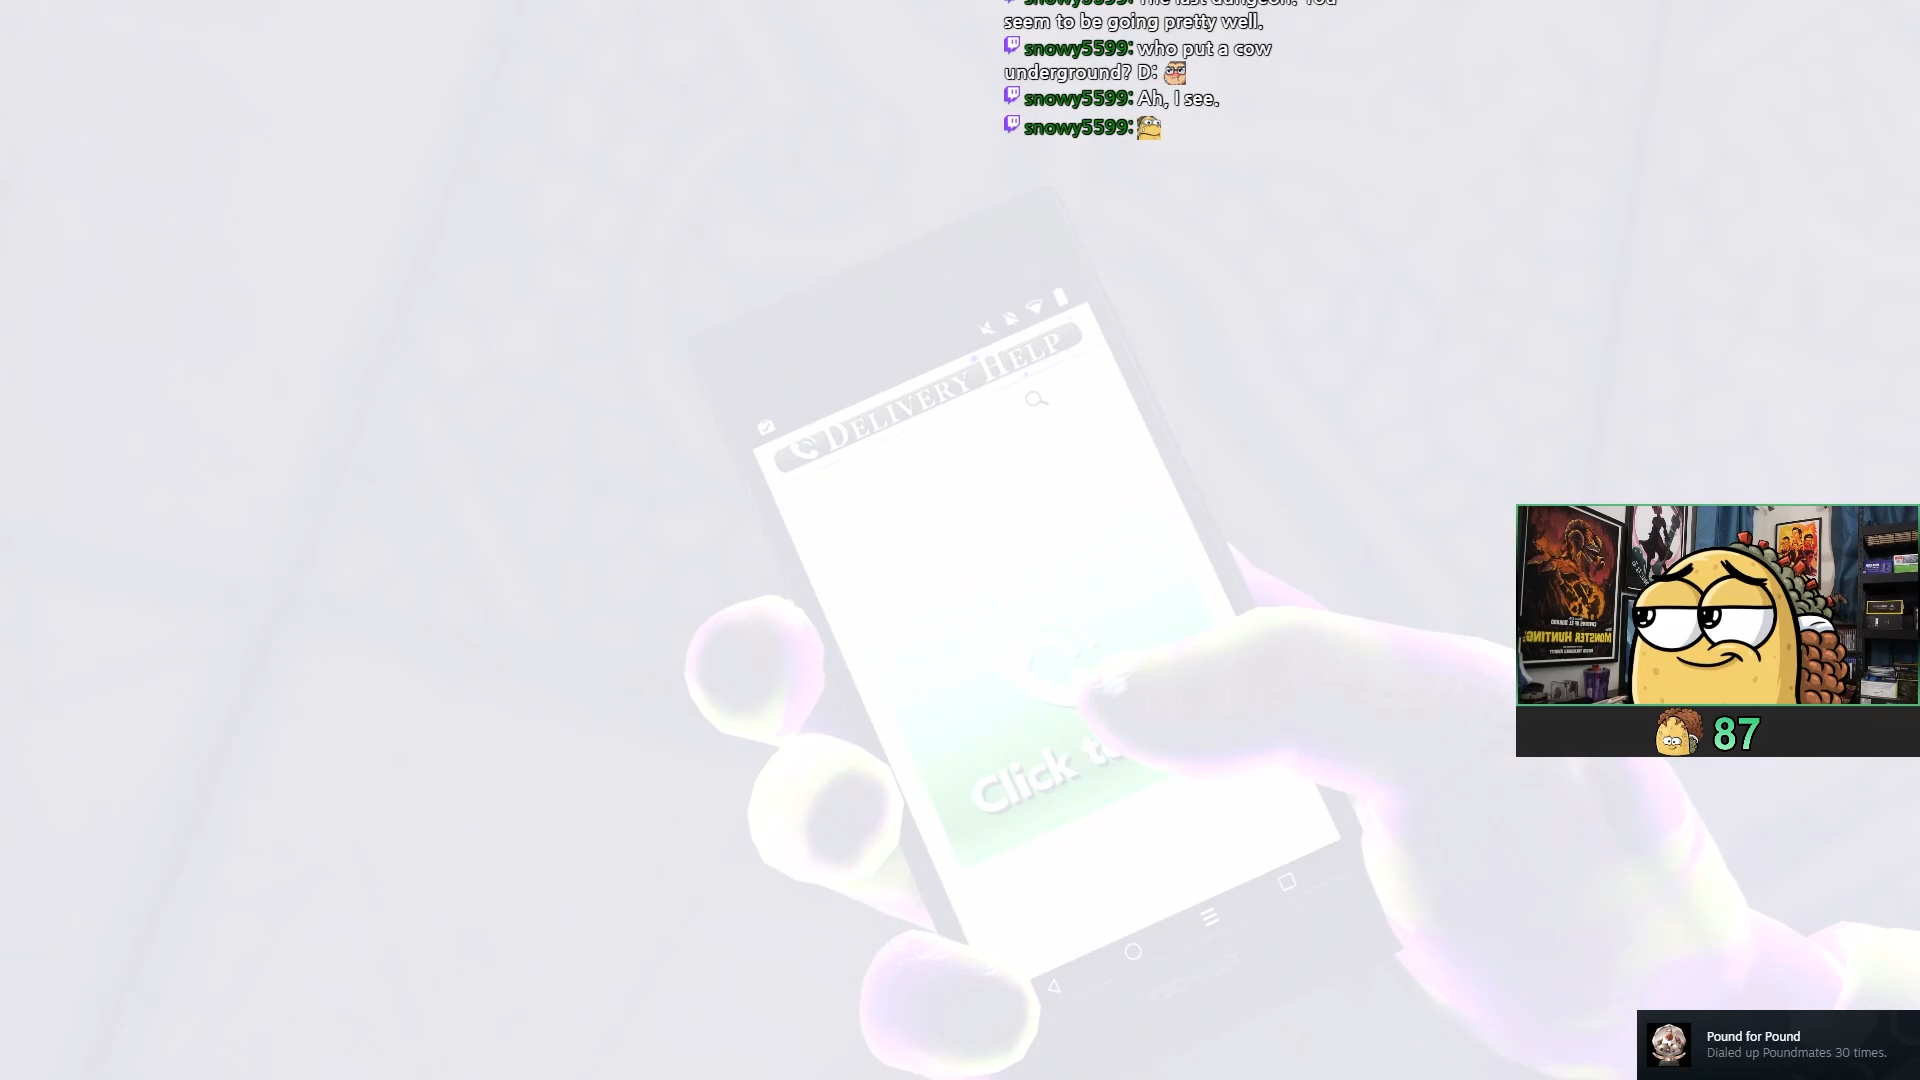 seem to be going pretty well.
snowy5599: who put a cow
underground? D:
snowy5599: Ah, I see.
snowy5599:
DELIVERY HELP
Click to
MONSTER HUNTING
87
Pound for Pound
Dialed up Poundmates 30 times.